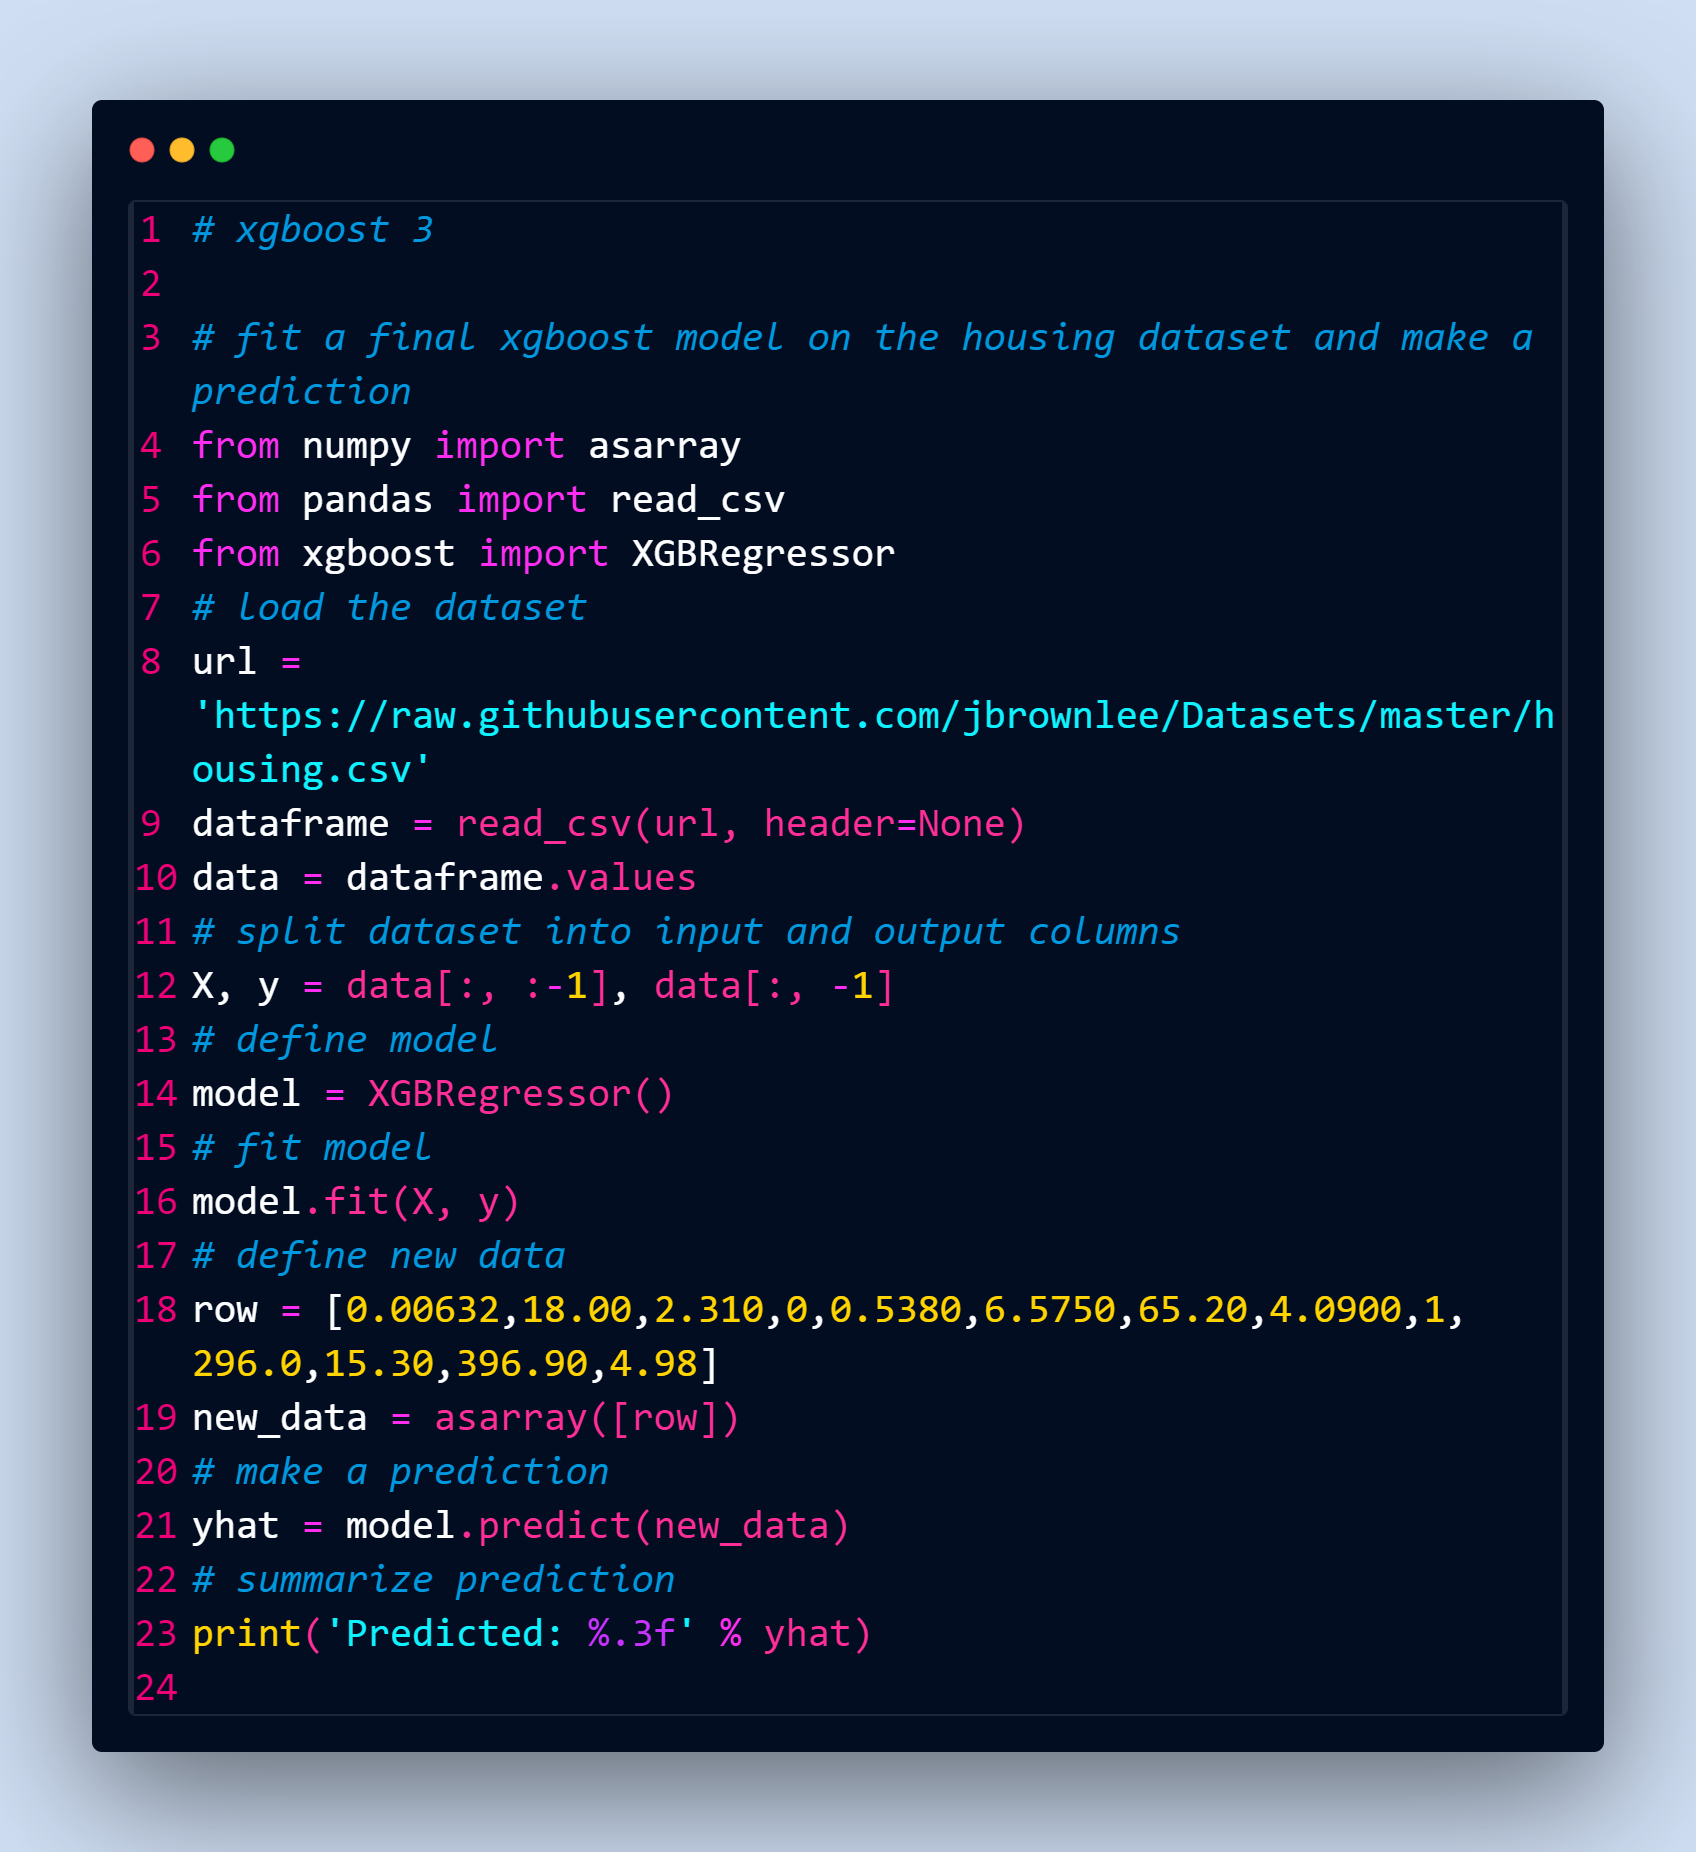 1 # xgboost 3
2
3 # fit a final xgboost model on the housing dataset and make a
prediction
4 from numpy import asarray
5 from pandas import read_csv
6 from xgboost import XGBRegressor
7 # load the dataset
8 url =
'https://raw.githubusercontent.com/jbrownlee/Datasets/master/h
ousing.csv'
9 dataframe = read_csv(url, header=None)
10 data = dataframe.values
11 # split dataset into input and output columns
12 X, y = data[:, :-1], data[:, -1]
13 # define model
14 model = XGBRegressor()
15 # fit model
16 model.fit(X, y)
17 # define new data
18 row = [0.00632,18.00,2.310,0,0.5380,6.5750,65.20,4.0900,1,
296.0,15.30,396.90,4.98]
19 new_data = asarray([row])
20 # make a prediction
21 yhat = model.predict(new_data)
22 # summarize prediction
23 print('Predicted: %.3f' % yhat)
24